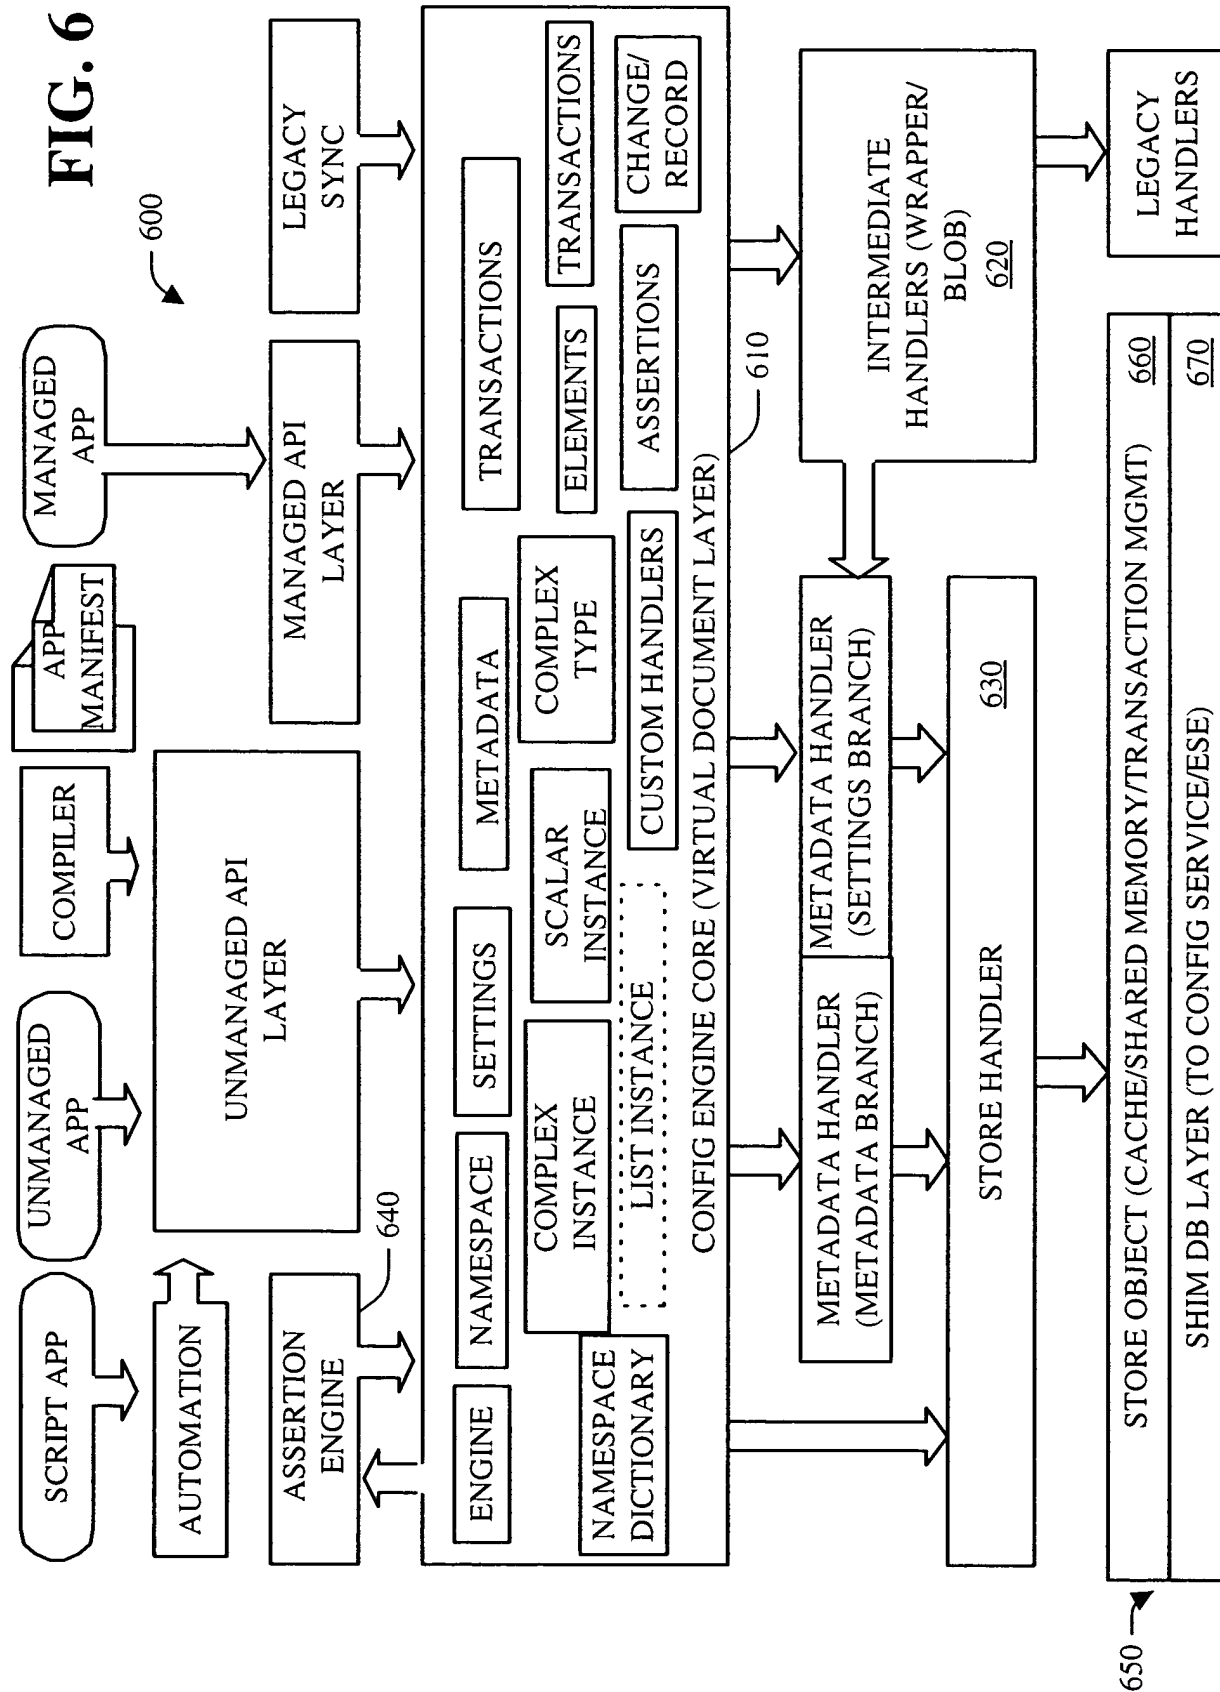 FIG. 6
600
SCRIPT APP
UNMANAGED
APP
COMPILER
APP
MANIFEST
MANAGED
APP
AUTOMATION
UNMANAGED API
LAYER
ASSERTION
ENGINE
640
MANAGED API
LAYER
LEGACY
SYNC
ENGINE
NAMESPACE
SETTINGS
METADATA
TRANSACTIONS
TRANSACTIONS
COMPLEX
INSTANCE
SCALAR
INSTANCE
COMPLEX
TYPE
ELEMENTS
NAMESPACE
DICTIONARY
LIST INSTANCE
CUSTOM HANDLERS
ASSERTIONS
CHANGE/
RECORD
CONFIG ENGINE CORE (VIRTUAL DOCUMENT LAYER)
610
METADATA HANDLER
(METADATA BRANCH)
METADATA HANDLER
(SETTINGS BRANCH)
INTERMEDIATE
HANDLERS (WRAPPER/
BLOB)
620
STORE HANDLER
630
650
STORE OBJECT (CACHE/SHARED MEMORY/TRANSACTION MGMT)
660
SHIM DB LAYER (TO CONFIG SERVICE/ESE)
670
LEGACY
HANDLERS